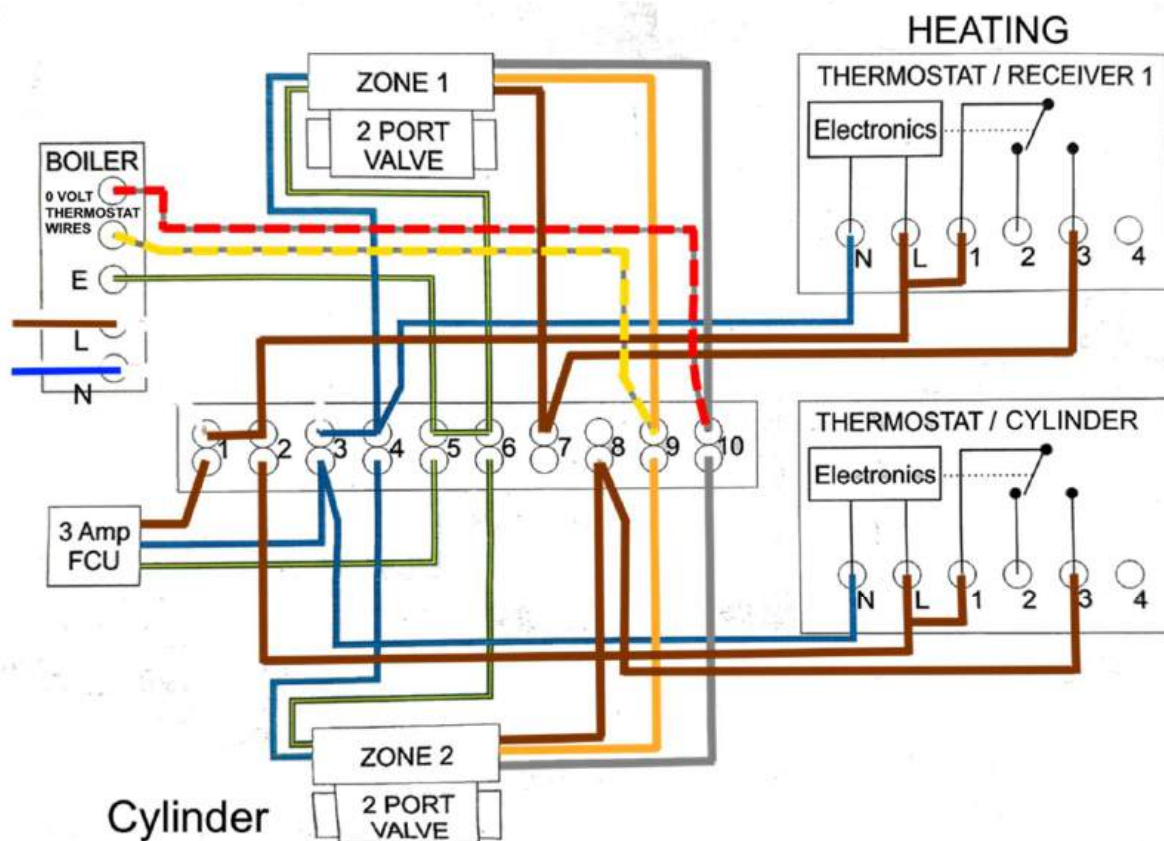 HEATING
ZONE 1
2 PORT
VALVE
THERMOSTAT / RECEIVER 1
Electronics
N L 1 2 3 4
BOILER
0 VOLT
THERMOSTAT
WIRES
E
L
N
1 2 3 4 5 6 7 8 9 10
3 Amp
FCU
THERMOSTAT / CYLINDER
Electronics
N L 1 2 3 4
ZONE 2
2 PORT
VALVE
Cylinder